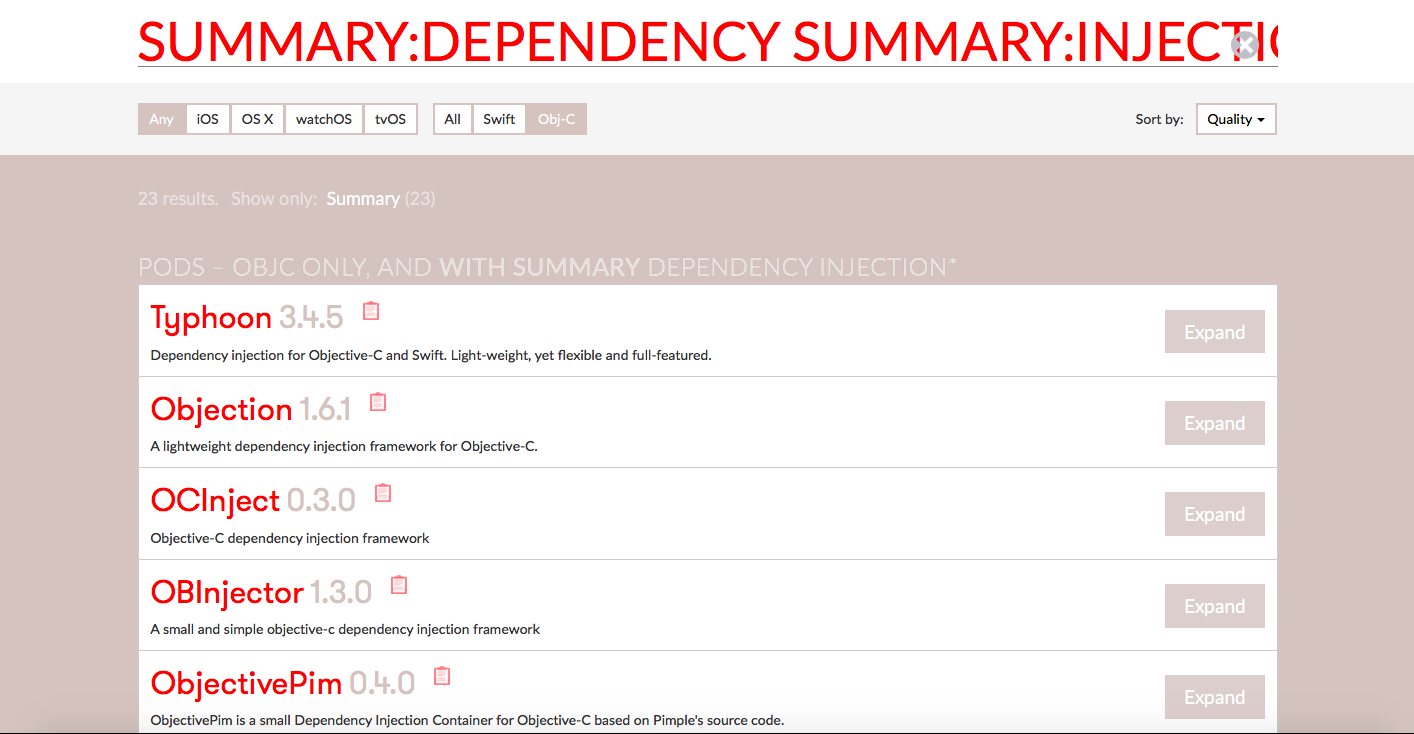 SUMMARY:DEPENDENCY SUMMARY:INJECTI
Any iOS OS X watchOS tvOS All Swift Obj-C Sort by: Quality
23 results. Show only: Summary (23)
PODS – OBJC ONLY, AND WITH SUMMARY DEPENDENCY INJECTION*
Typhoon 3.4.5
Dependency injection for Objective-C and Swift. Light-weight, yet flexible and full-featured.
Expand
Objection 1.6.1
A lightweight dependency injection framework for Objective-C.
Expand
OCInject 0.3.0
Objective-C dependency injection framework
Expand
OBInjector 1.3.0
A small and simple objective-c dependency injection framework
Expand
ObjectivePim 0.4.0
ObjectivePim is a small Dependency Injection Container for Objective-C based on Pimple's source code.
Expand